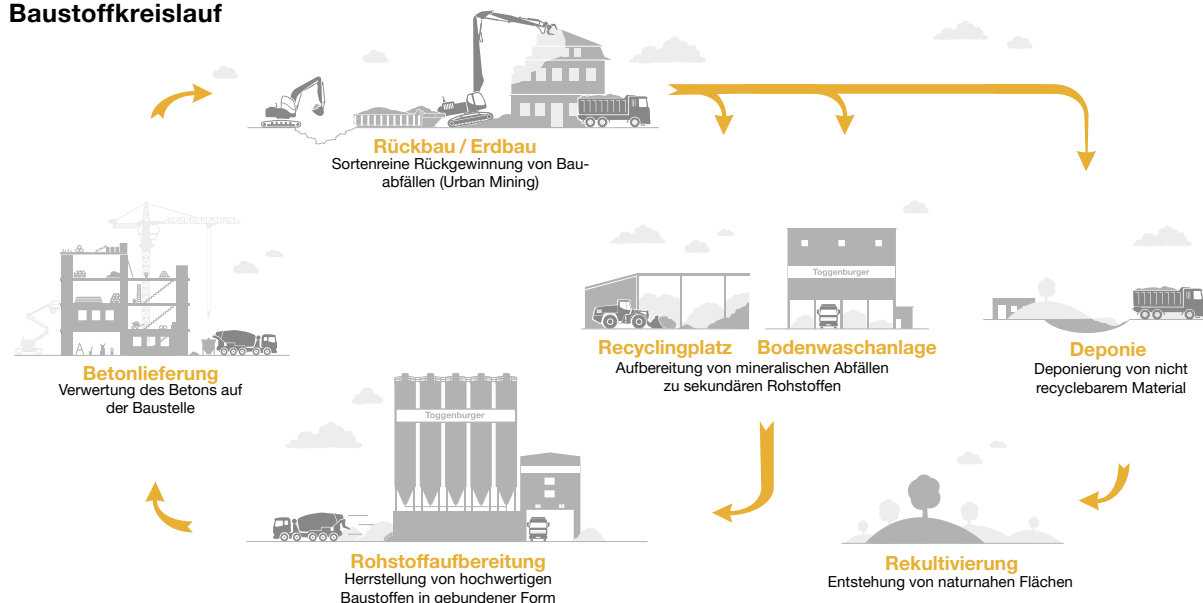 Baustoffkreislauf
Rückbau / Erdbau
Sortenreine Rückgewinnung von Bau-
abfällen (Urban Mining)
Toggenburger
Recyclingplatz
Bodenwaschanlage
Aufbereitung von mineralischen Abfällen
zu sekundären Rohstoffen
Deponie
Deponierung von nicht
recyclebarem Material
Betonlieferung
Verwertung des Betons auf
der Baustelle
Toggenburger
Rohstoffaufbereitung
Herrstellung von hochwertigen
Baustoffen in gebundener Form
Rekultivierung
Entstehung von naturnahen Flächen